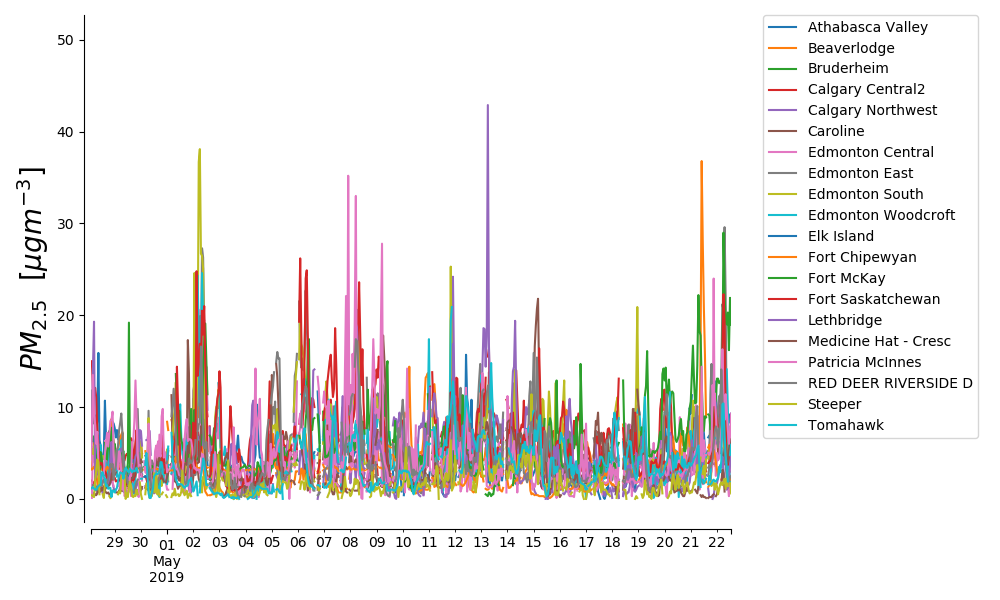 50
40
30
20
10
0
PM2.5 [μgm−3]
29 30 01 02 03 04 05 06 07 08 09 10 11 12 13 14 15 16 17 18 19 20 21 22
May
2019
Athabasca Valley
Beaverlodge
Bruderheim
Calgary Central2
Calgary Northwest
Caroline
Edmonton Central
Edmonton East
Edmonton South
Edmonton Woodcroft
Elk Island
Fort Chipewyan
Fort McKay
Fort Saskatchewan
Lethbridge
Medicine Hat - Cresc
Patricia McInnes
RED DEER RIVERSIDE D
Steeper
Tomahawk